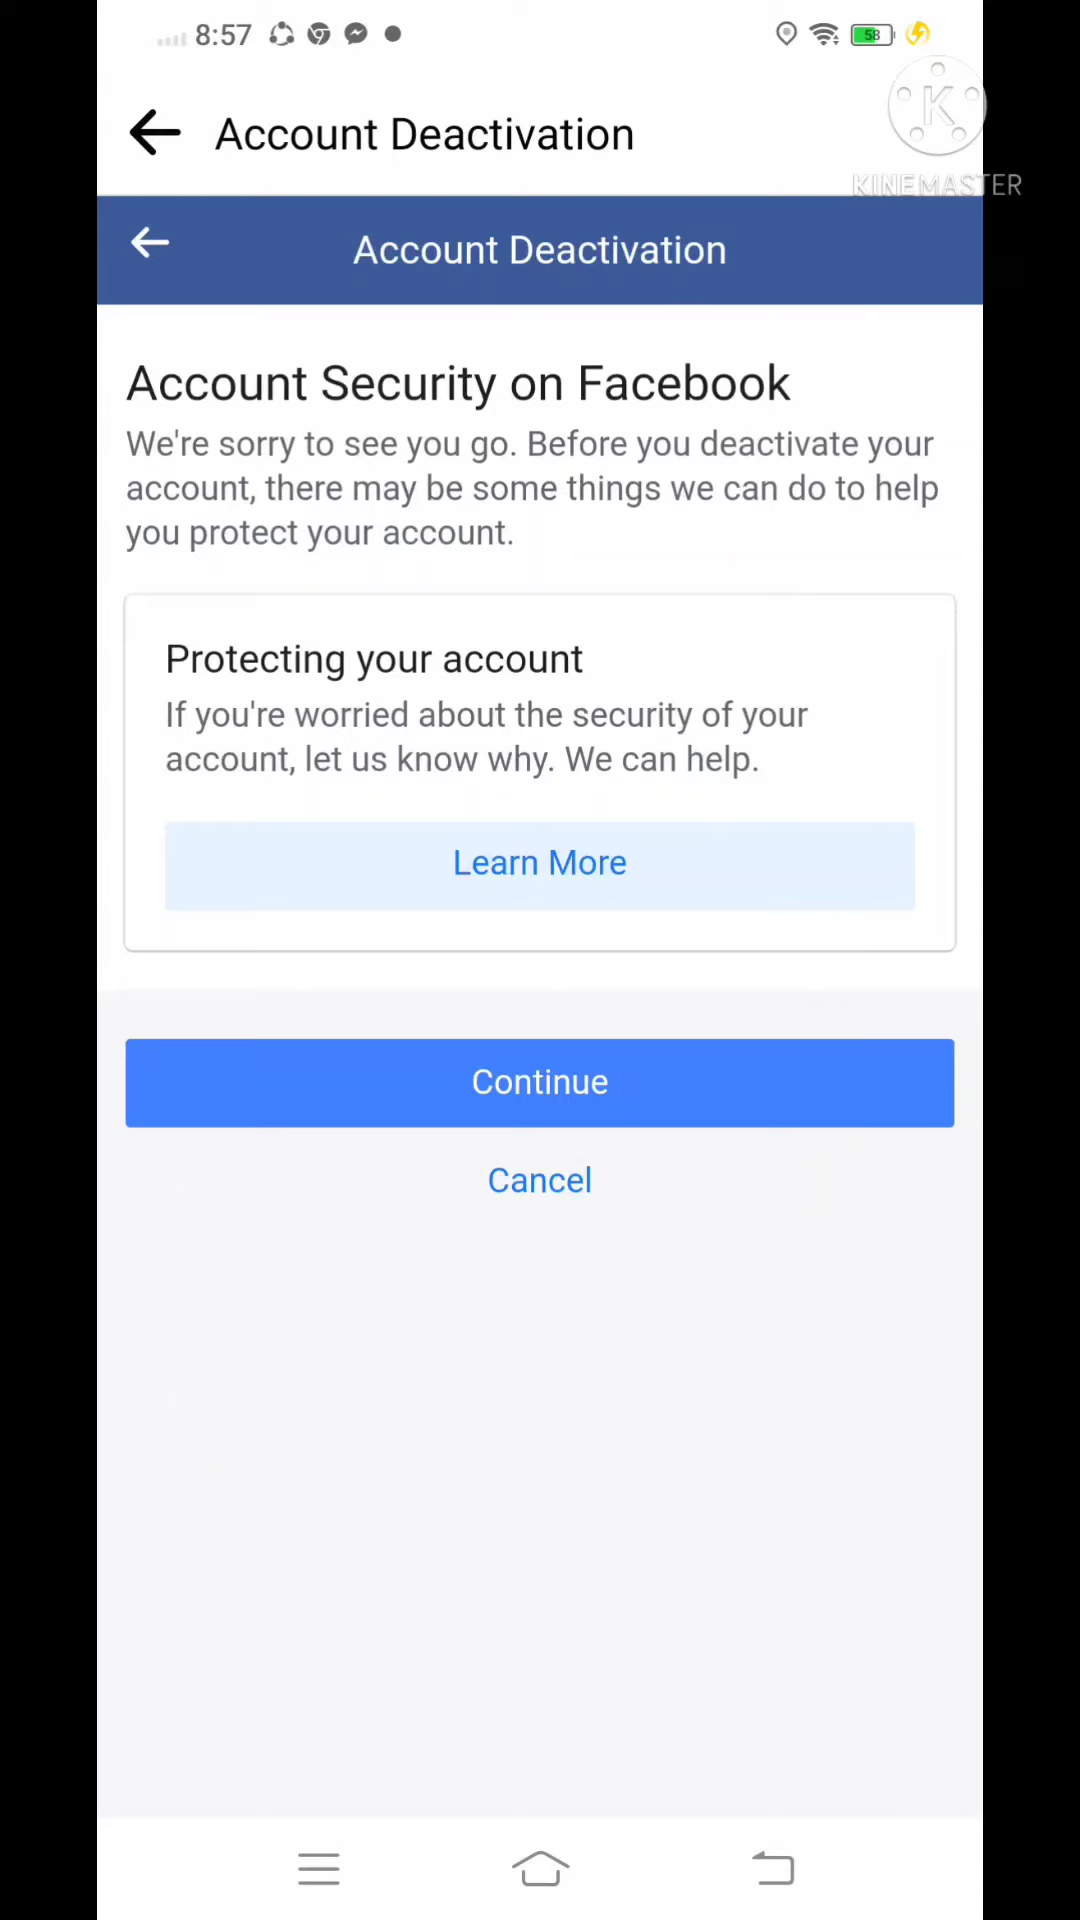 8:57
58
Account Deactivation
K
KINEMASTER
Account Deactivation
Account Security on Facebook
We're sorry to see you go. Before you deactivate your
account, there may be some things we can do to help
you protect your account.
Protecting your account
If you're worried about the security of your
account, let us know why. We can help.
Learn More
Continue
Cancel